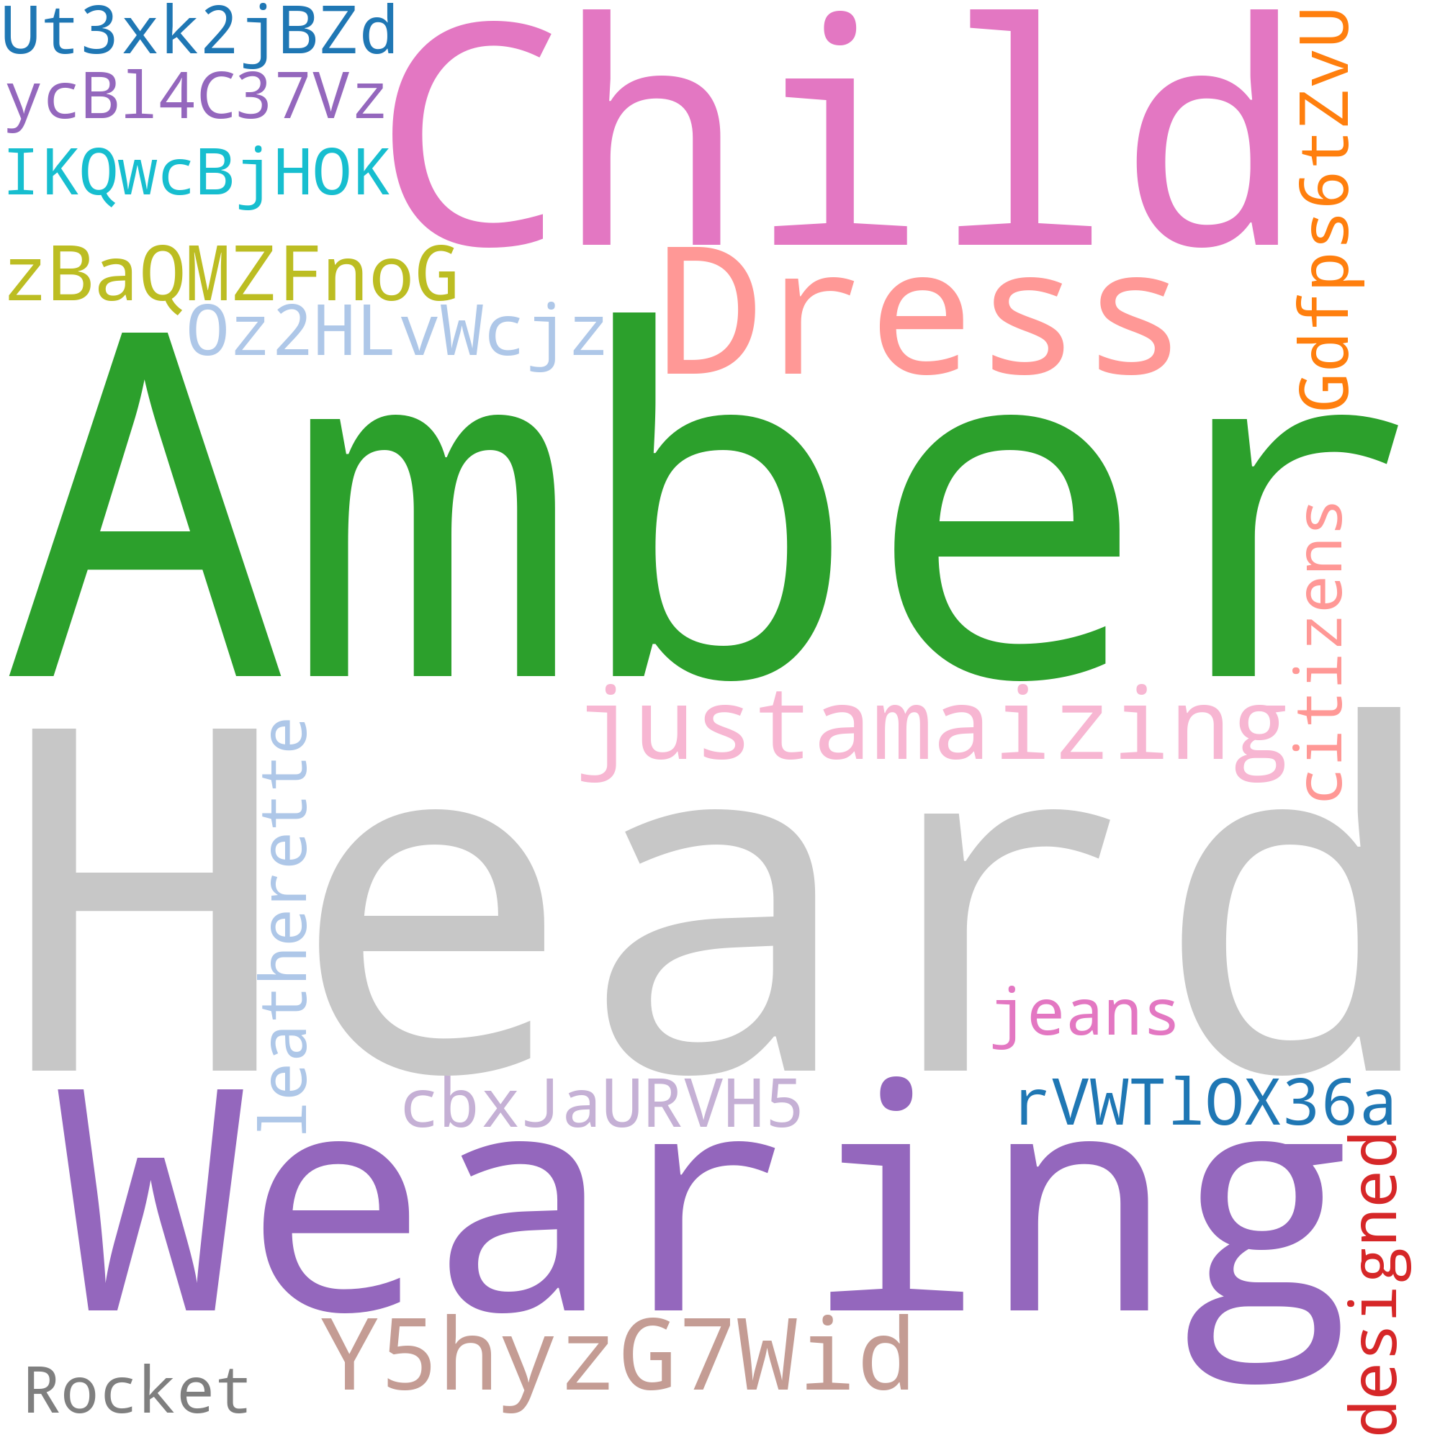 Ut3xk2jBZd
ycBl4C37Vz
IKQwcBjHOK
Child
Gdfps6tZvU
zBaQMZFnoG
Dress
Oz2HLvWcjz
Amber
citizens
justamaizing
Heard
leatherette
jeans
cbxJaURVH5
rVWTlOX36a
Wearing
designed
Y5hyzG7Wid
Rocket